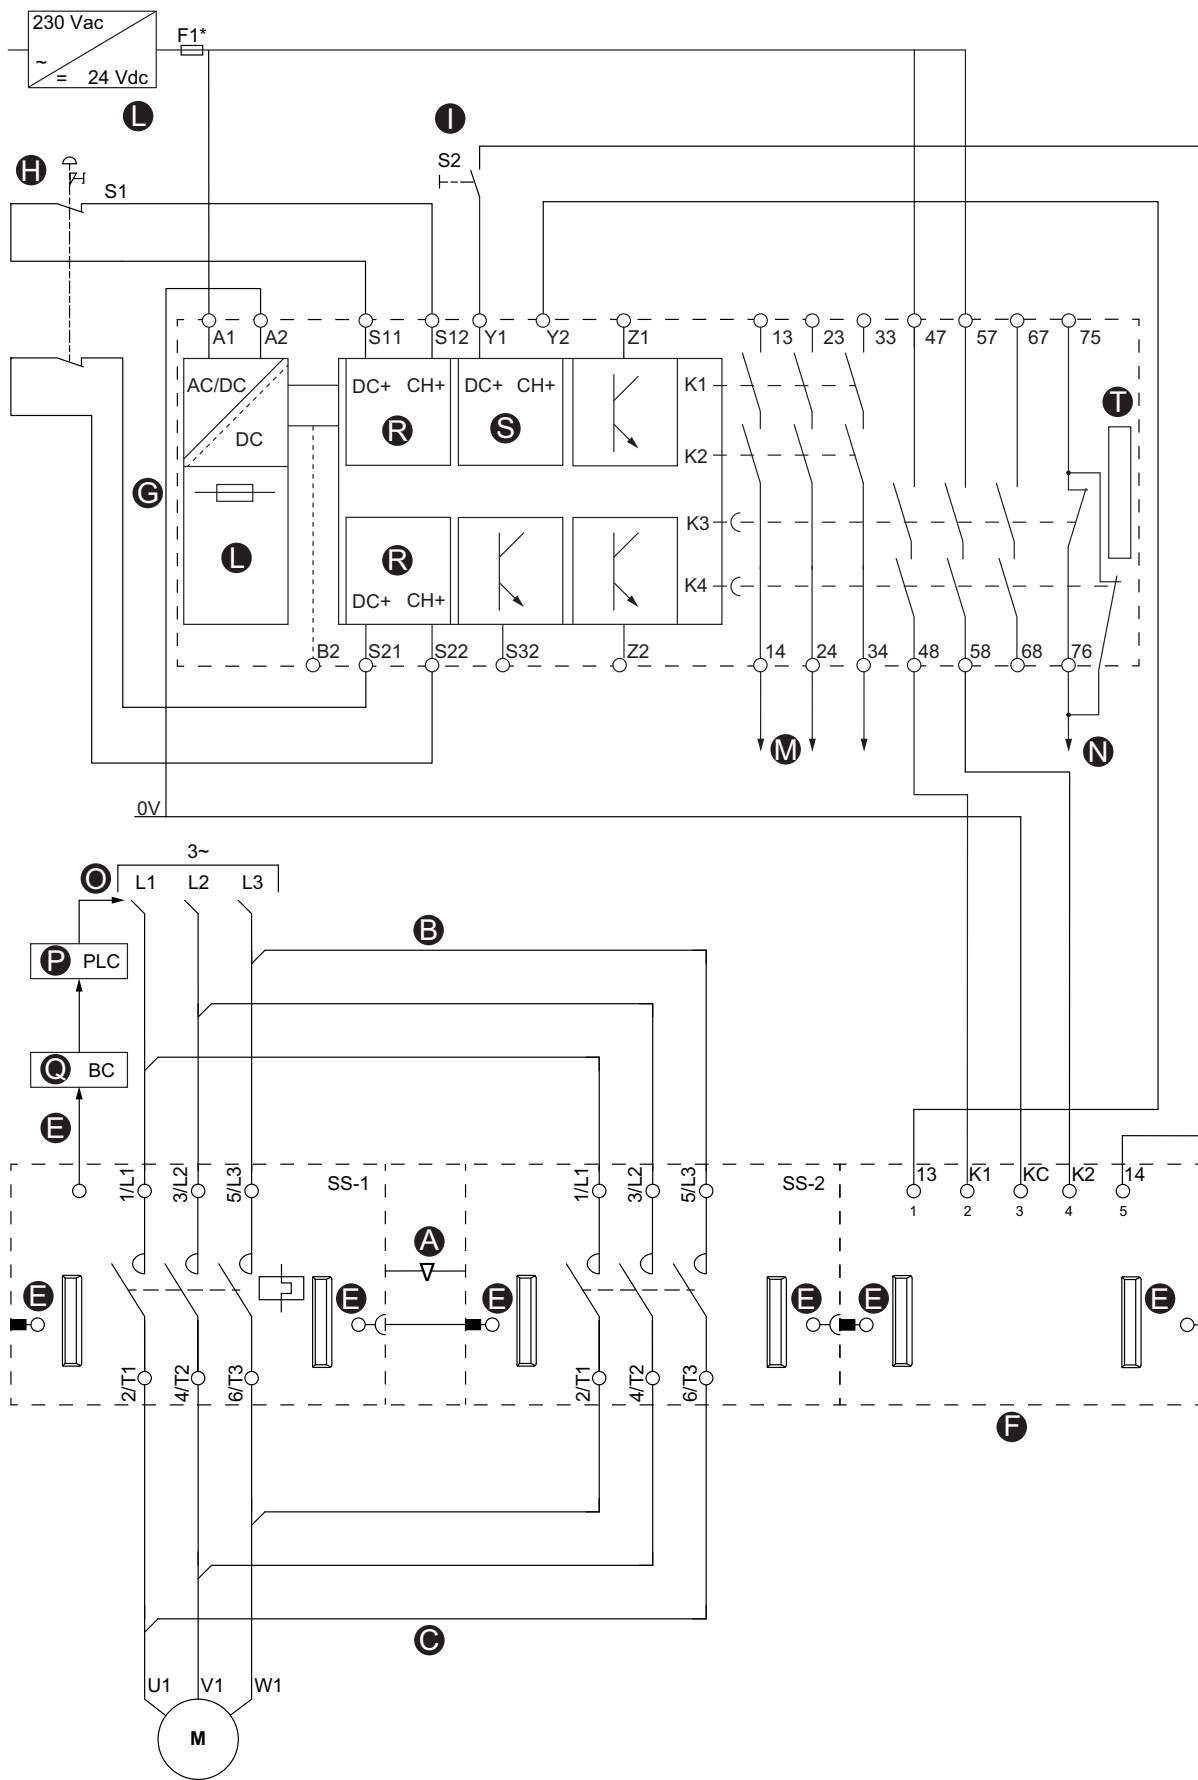 230 Vac
F1*
~
= 24 Vdc
L
I
S2
H
S1
A1 A2 S11 S12 Y1 Y2 Z1 13 23 33 47 57 67 75
AC/DC
DC
DC+ CH+
DC+ CH+
K1
R
S
T
K2
G
K3
L
R
K4
DC+ CH+
B2 S21 S22 S32 Z2 14 24 34 48 58 68 76
M
N
0V
3~
O
L1 L2 L3
B
P PLC
Q BC
E
1/L1 3/L2 5/L3
SS-1
1/L1 3/L2 5/L3
SS-2
13 K1 KC K2 14
1 2 3 4 5
A
E E E E E E
2/T1 4/T2 6/T3
2/T1 4/T2 6/T3
F
C
U1 V1 W1
M